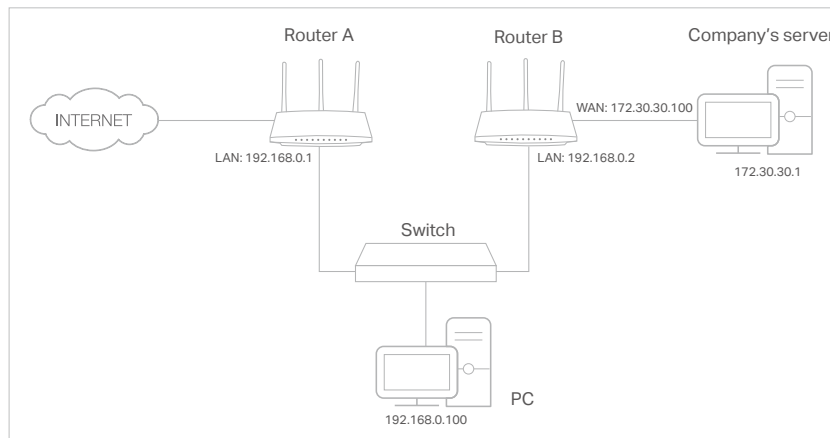 Router A
Router B
Company's server
INTERNET
WAN: 172.30.30.100
LAN: 192.168.0.1
LAN: 192.168.0.2
172.30.30.1
Switch
PC
192.168.0.100